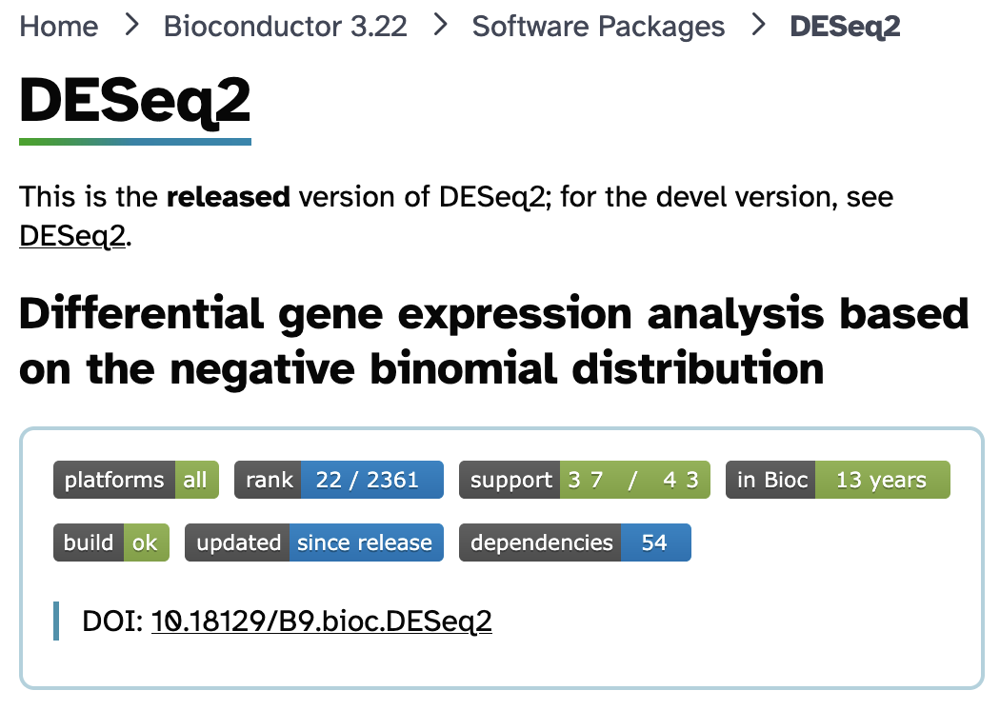 Home > Bioconductor 3.22 > Software Packages > DESeq2
DESeq2
This is the released version of DESeq2; for the devel version, see
DESeq2.
Differential gene expression analysis based
on the negative binomial distribution
platforms all rank 22 / 2361 support 3 7 / 4 3 in Bioc 13 years
build ok updated since release dependencies 54
DOI: 10.18129/B9.bioc.DESeq2